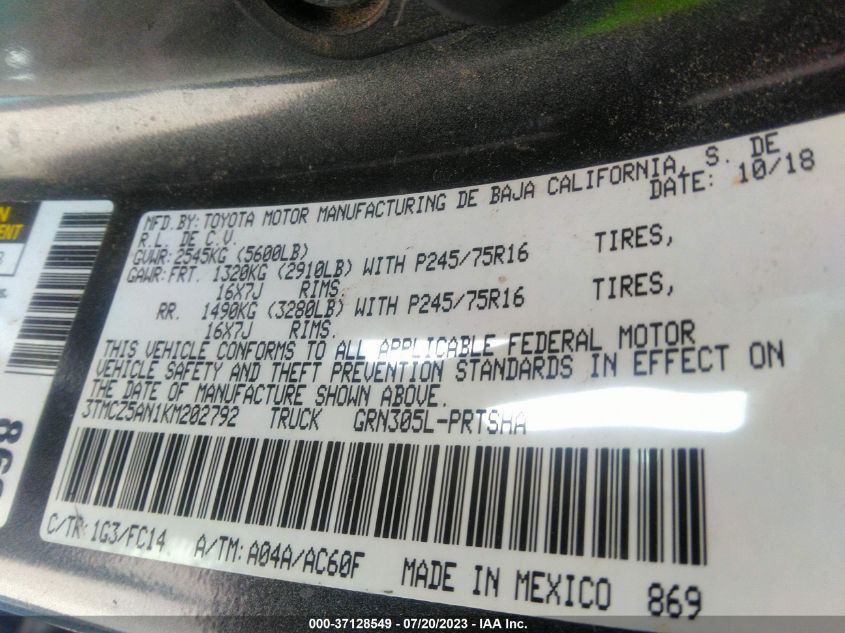 MFD.BY:TOYOTA MOTOR MANUFACTURING DE BAJA CALIFORNIA, S. DE
R.L. DE C.V. DATE: 10/18
GVWR:2545KG (5600LB)
GAWR:FRT. 1320KG (2910LB) WITH P245/75R16 TIRES,
16X7J RIMS
RR. 1490KG (3280LB) WITH P245/75R16 TIRES,
16X7J RIMS.
THIS VEHICLE CONFORMS TO ALL APPLICABLE FEDERAL MOTOR
VEHICLE SAFETY AND THEFT PREVENTION STANDARDS IN EFFECT ON
THE DATE OF MANUFACTURE SHOWN ABOVE.
3TMCZ5AN1KM202792 TRUCK GRN305L-PRTSHA
C/TR:1G3/FC14 A/TM:A04A/AC60F MADE IN MEXICO 869
000-37128549 - 07/20/2023 - IAA Inc.